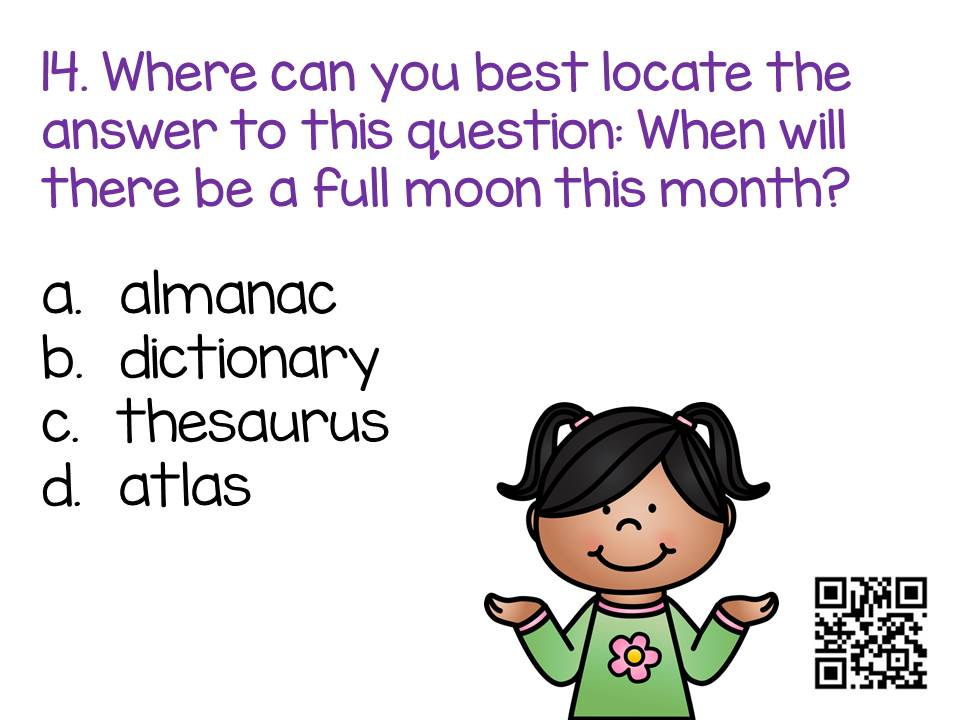 14. Where can you best locate the
answer to this question: When will
there be a full moon this month?
a. almanac
b. dictionary
c. thesaurus
d. atlas